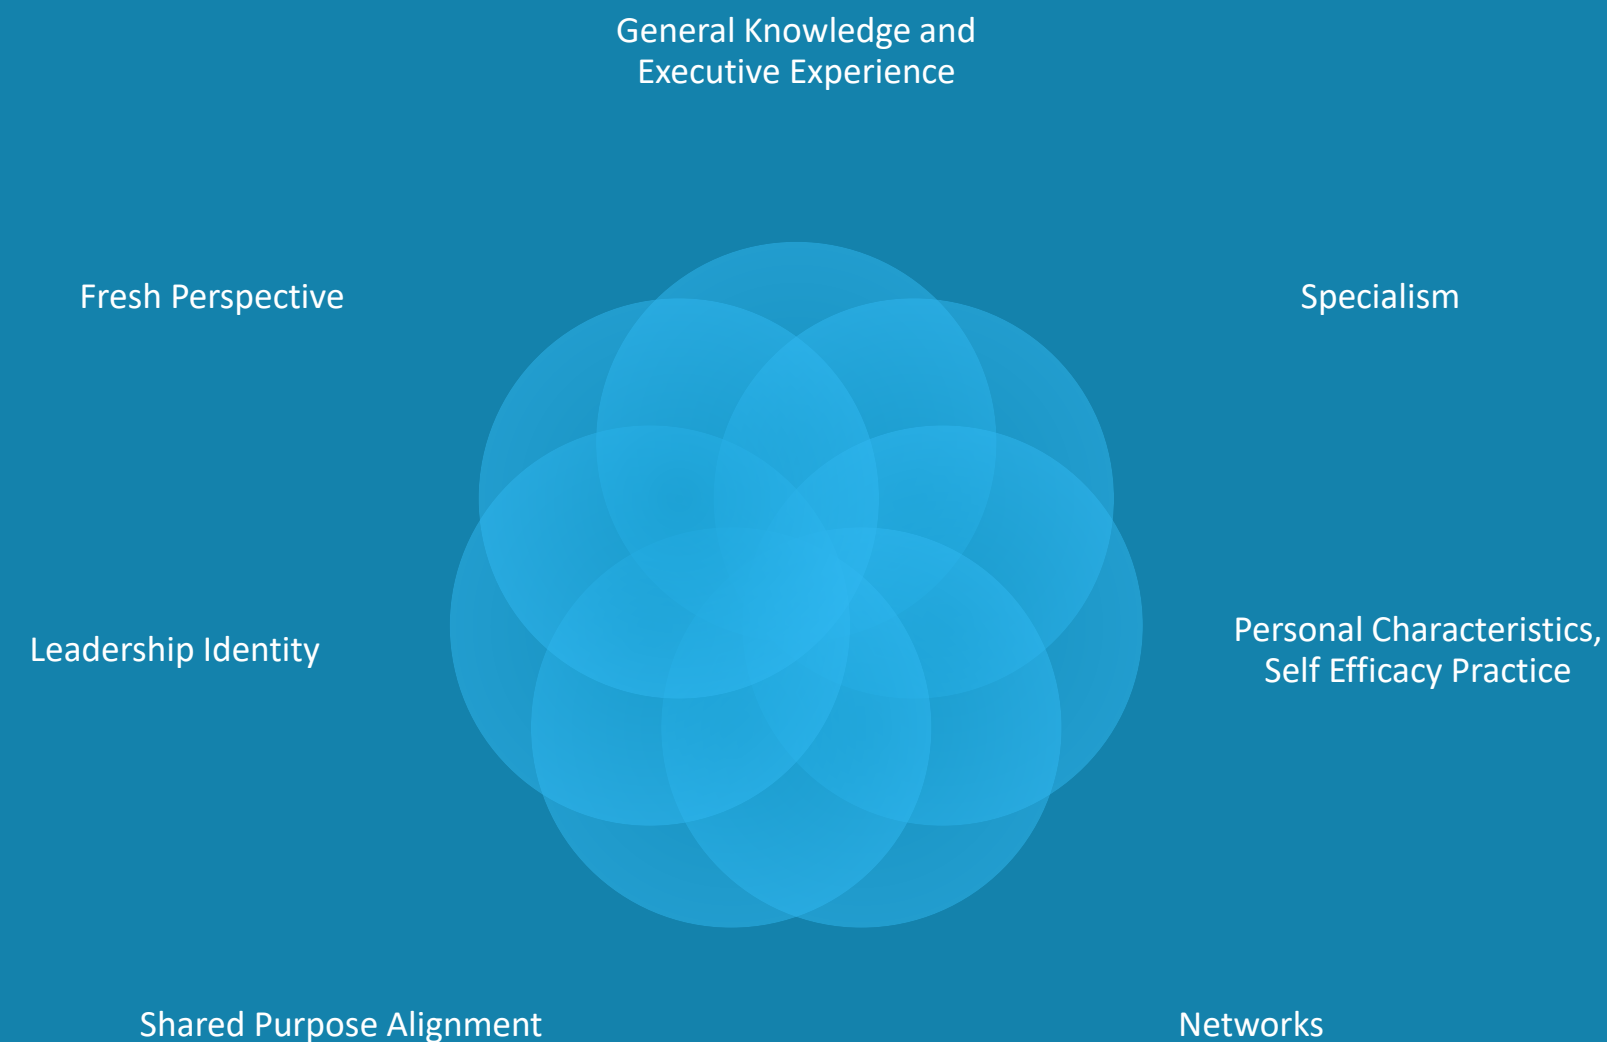 General Knowledge and
Executive Experience
Fresh Perspective
Specialism
Leadership Identity
Personal Characteristics,
Self Efficacy Practice
Shared Purpose Alignment
Networks